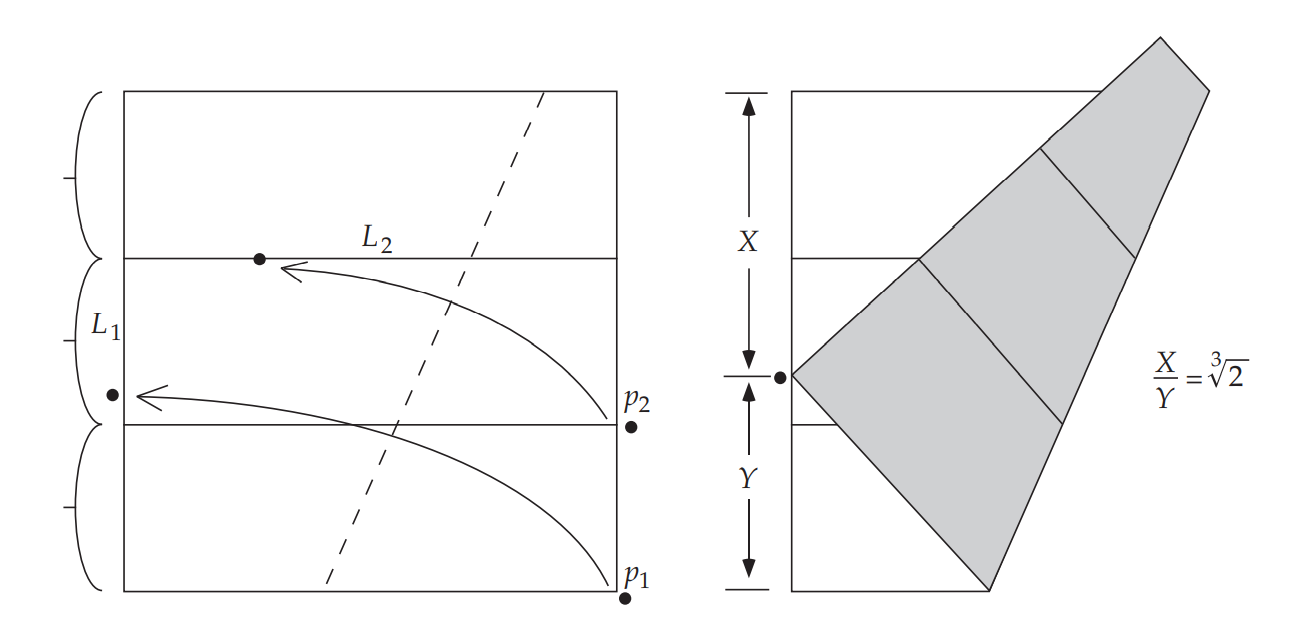 L₂
L₁
p₂
p₁
X
Y
X/Y = ∛2